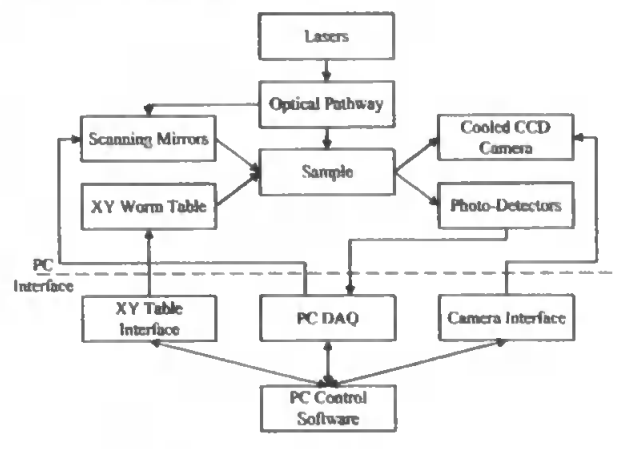 Lasers
Optical Pathway
Scanning Mirrors
Cooled CCD
Camera
Sample
XY Worm Table
Photo-Detectors
PC
Interface
XY Table
Interface
PC DAQ
Camera Interface
PC Control
Software